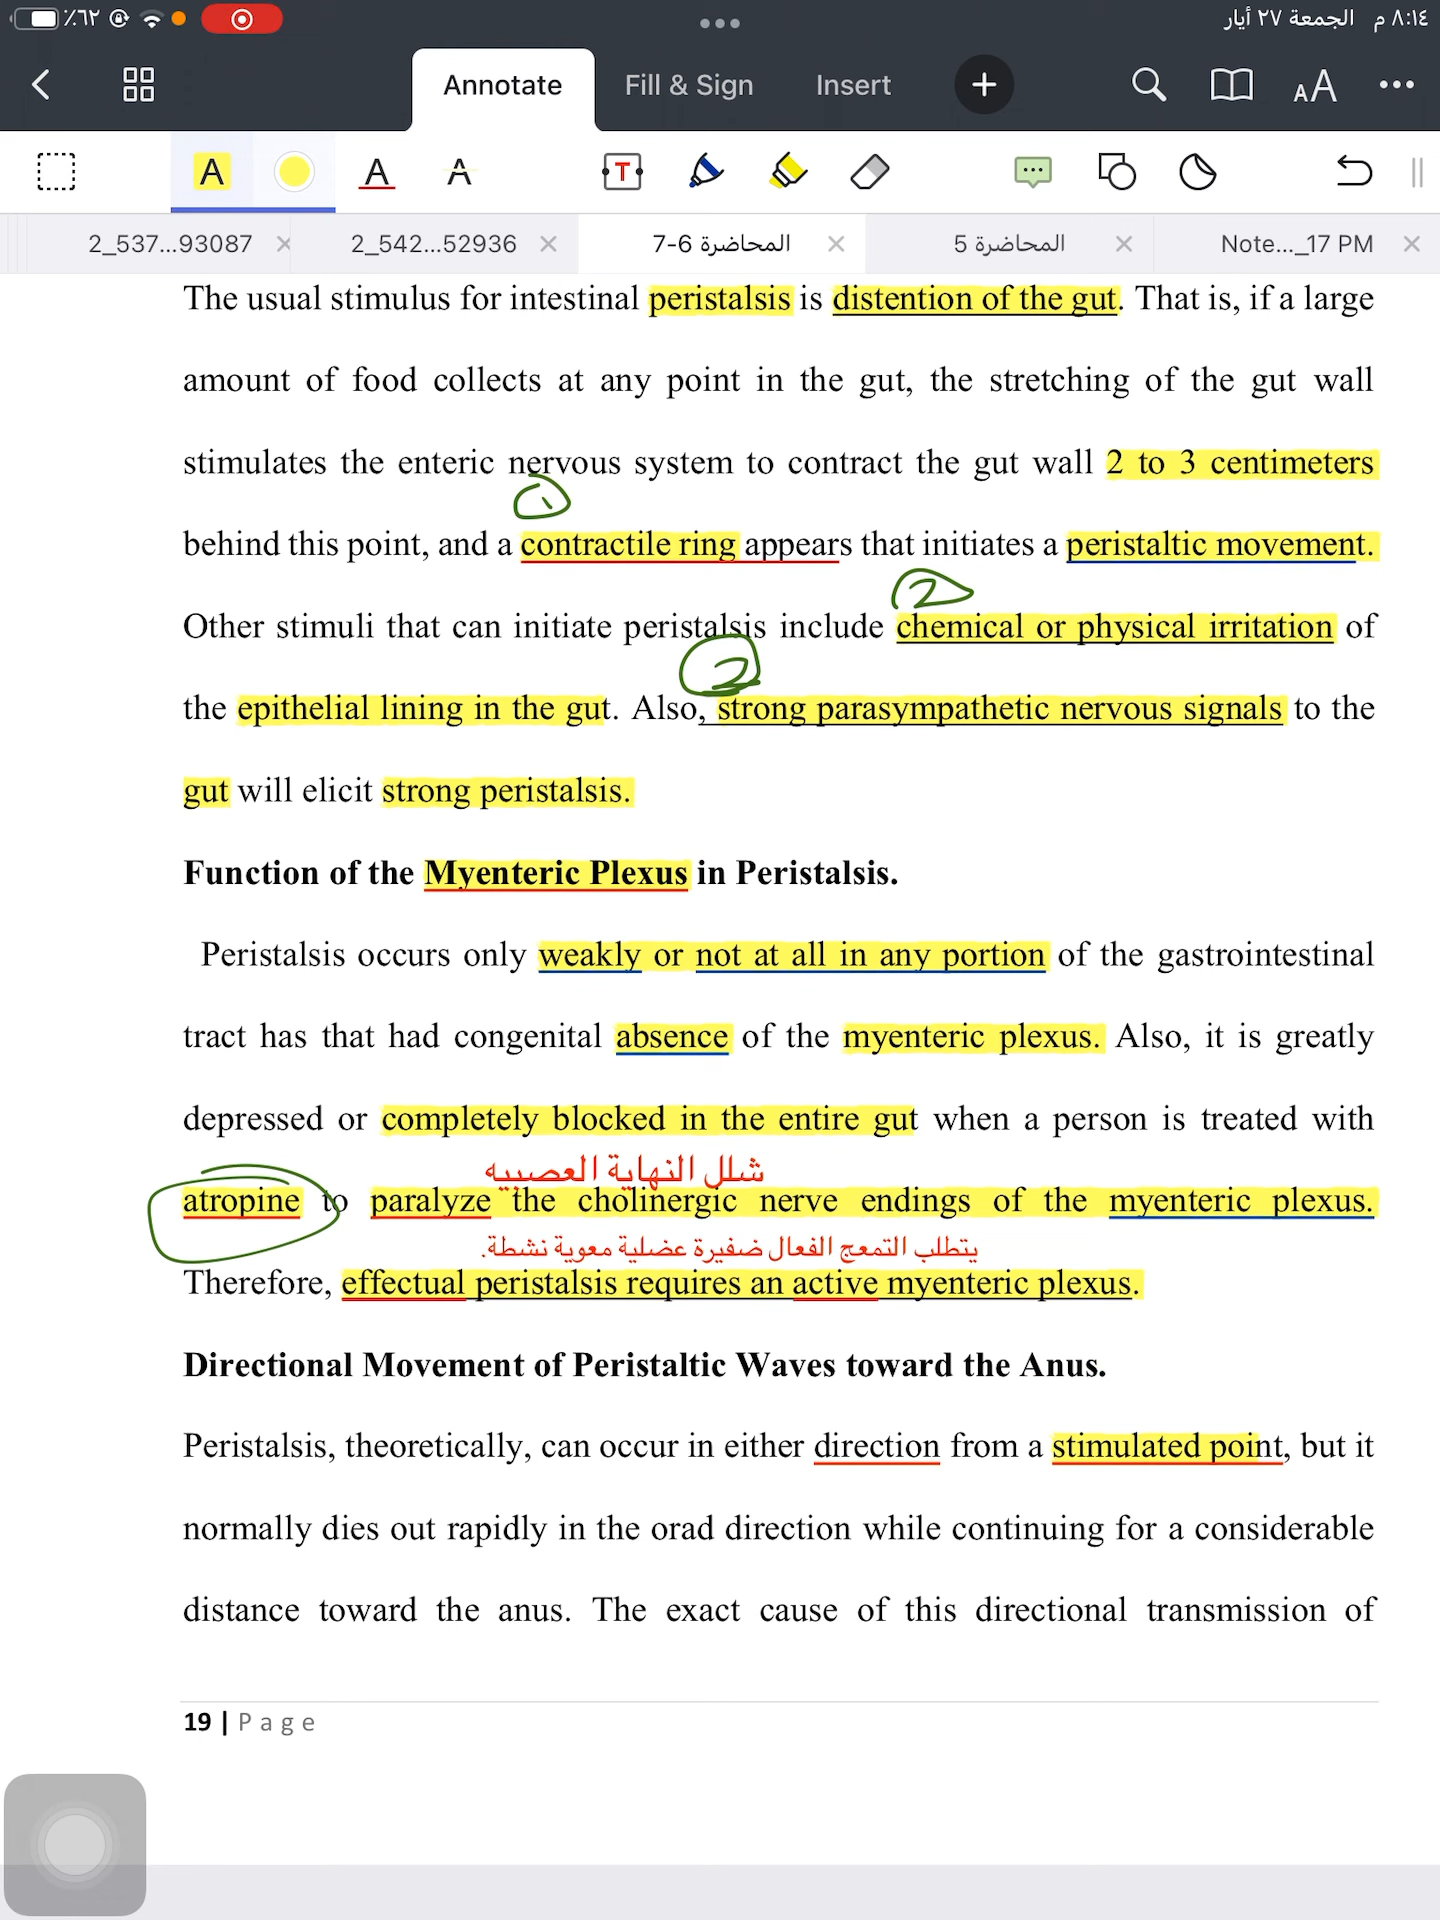 ٪٦٢ الجمعة ٢٧ أيار ٨:١٤ م
Annotate Fill & Sign Insert
A A A T
2_537...93087 2_542...52936 المحاضرة 6-7 المحاضرة 5 Note..._17 PM
The usual stimulus for intestinal peristalsis is distention of the gut. That is, if a large
amount of food collects at any point in the gut, the stretching of the gut wall
stimulates the enteric nervous system to contract the gut wall 2 to 3 centimeters
١
behind this point, and a contractile ring appears that initiates a peristaltic movement.
2
Other stimuli that can initiate peristalsis include chemical or physical irritation of
the epithelial lining in the gut. Also, strong parasympathetic nervous signals to the
gut will elicit strong peristalsis.
Function of the Myenteric Plexus in Peristalsis.
Peristalsis occurs only weakly or not at all in any portion of the gastrointestinal
tract has that had congenital absence of the myenteric plexus. Also, it is greatly
depressed or completely blocked in the entire gut when a person is treated with
شلل النهاية العصبيه
atropine to paralyze the cholinergic nerve endings of the myenteric plexus.
يتطلب التمعج الفعال ضفيرة عضلية معوية نشطة.
Therefore, effectual peristalsis requires an active myenteric plexus.
Directional Movement of Peristaltic Waves toward the Anus.
Peristalsis, theoretically, can occur in either direction from a stimulated point, but it
normally dies out rapidly in the orad direction while continuing for a considerable
distance toward the anus. The exact cause of this directional transmission of
19 | Page